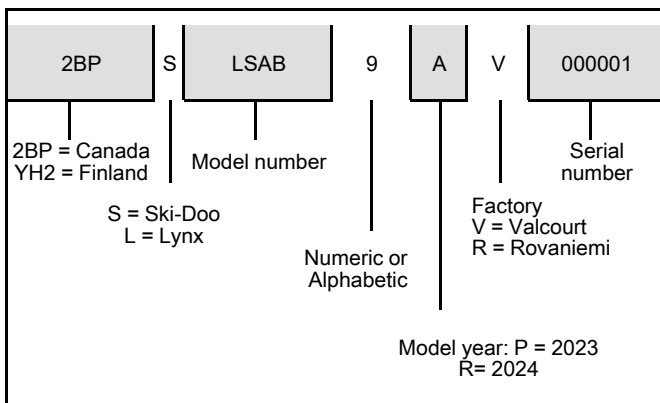 2BP S LSAB 9 A V 000001
2BP = Canada
YH2 = Finland
Model number
Serial
number
S = Ski-Doo
L = Lynx
Factory
V = Valcourt
R = Rovaniemi
Numeric or
Alphabetic
Model year: P = 2023
R= 2024